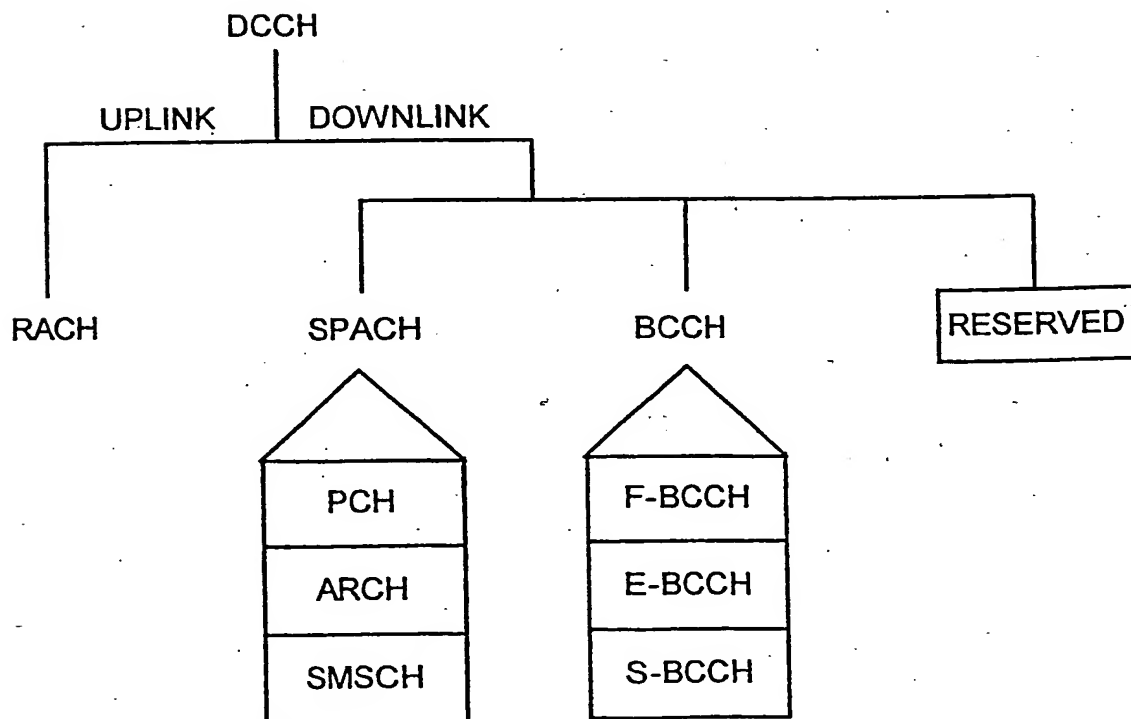 DCCH
UPLINK DOWNLINK
RACH SPACH BCCH RESERVED
PCH F-BCCH
ARCH E-BCCH
SMSCH S-BCCH